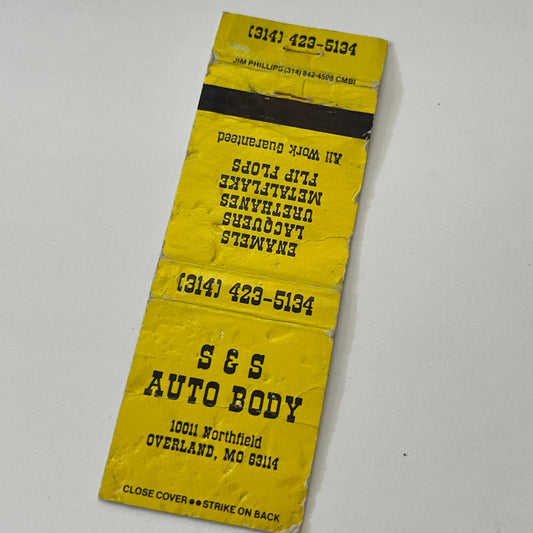 (314) 423-5134
JIM PHILLIPS (314) 842-4598 CMBI
ENAMELS
LACQUERS
URETHANES
METALFLAKE
FLIP FLOPS
All Work Guaranteed
(314) 423-5134
S & S
AUTO BODY
10011 Northfield
OVERLAND, MO 63114
CLOSE COVER ●● STRIKE ON BACK